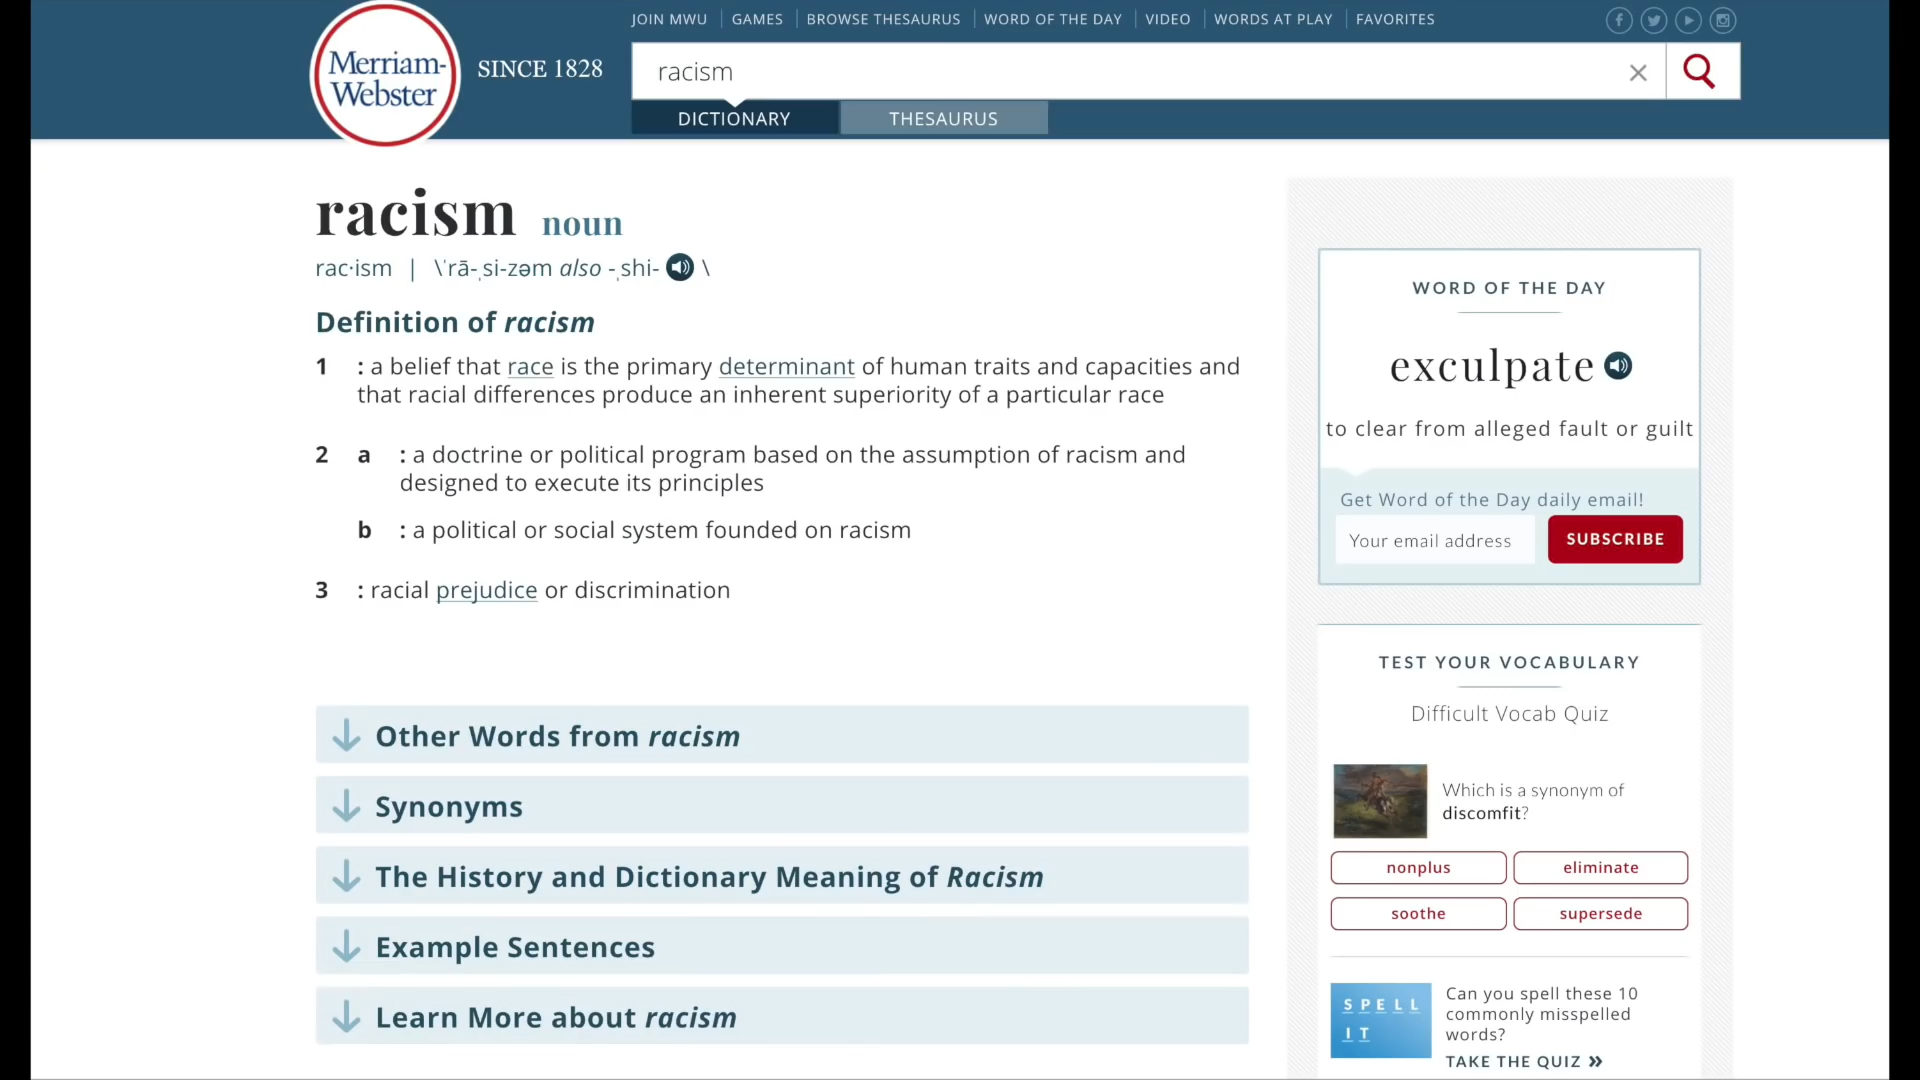 JOIN MWU GAMES BROWSE THESAURUS WORD OF THE DAY VIDEO WORDS AT PLAY FAVORITES
Merriam-
Webster
SINCE 1828
racism
DICTIONARY THESAURUS
racism noun
rac·ism | \ˈrā-ˌsi-zəm also -ˌshi- \
Definition of racism
1 : a belief that race is the primary determinant of human traits and capacities and
that racial differences produce an inherent superiority of a particular race
2 a : a doctrine or political program based on the assumption of racism and
designed to execute its principles
b : a political or social system founded on racism
3 : racial prejudice or discrimination
Other Words from racism
Synonyms
The History and Dictionary Meaning of Racism
Example Sentences
Learn More about racism
WORD OF THE DAY
exculpate
to clear from alleged fault or guilt
Get Word of the Day daily email!
Your email address SUBSCRIBE
TEST YOUR VOCABULARY
Difficult Vocab Quiz
Which is a synonym of
discomfit?
nonplus eliminate
soothe supersede
SPELL
IT
Can you spell these 10
commonly misspelled
words?
TAKE THE QUIZ »